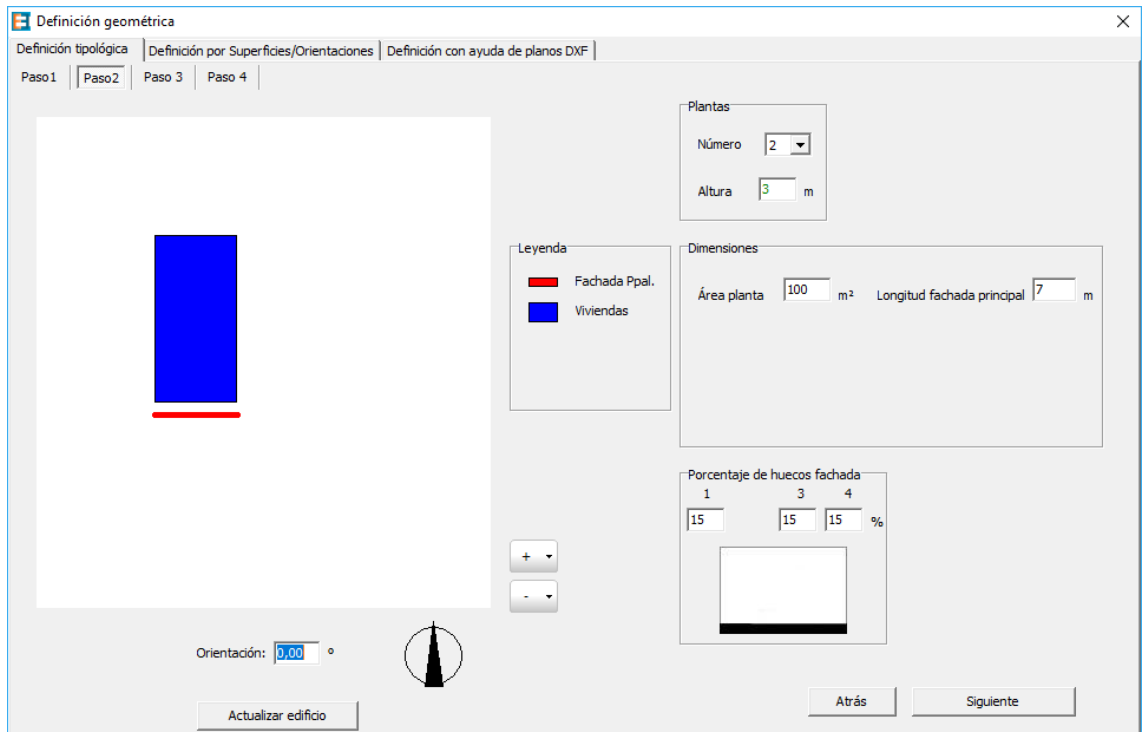 Definición geométrica
Definición tipológica Definición por Superficies/Orientaciones Definición con ayuda de planos DXF
Paso1 Paso2 Paso 3 Paso 4
Plantas
Número 2
Altura 3 m
Leyenda
Fachada Ppal.
Viviendas
Dimensiones
Área planta 100 m² Longitud fachada principal 7 m
Porcentaje de huecos fachada
1 3 4
15 15 15 %
+
-
Orientación: 0,00 º
Actualizar edificio
Atrás Siguiente